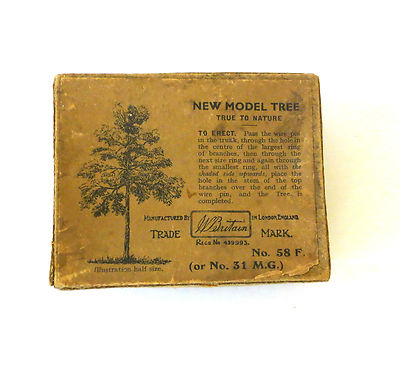 NEW MODEL TREE
TRUE TO NATURE
TO ERECT. Pass the wire pin
in the trunk, through the hole in
the centre of the largest ring
of branches, then through the
next size ring and again through
the smallest ring, all with the
shaded side upwards, place the
hole in the stem of the top
branches over the end of the
wire pin, and the Tree is
completed.
MANUFACTURED BY W Britain IN LONDON, ENGLAND.
TRADE MARK.
REGD No 459993.
No. 58 F.
(or No. 31 M.G.)
Illustration half size.